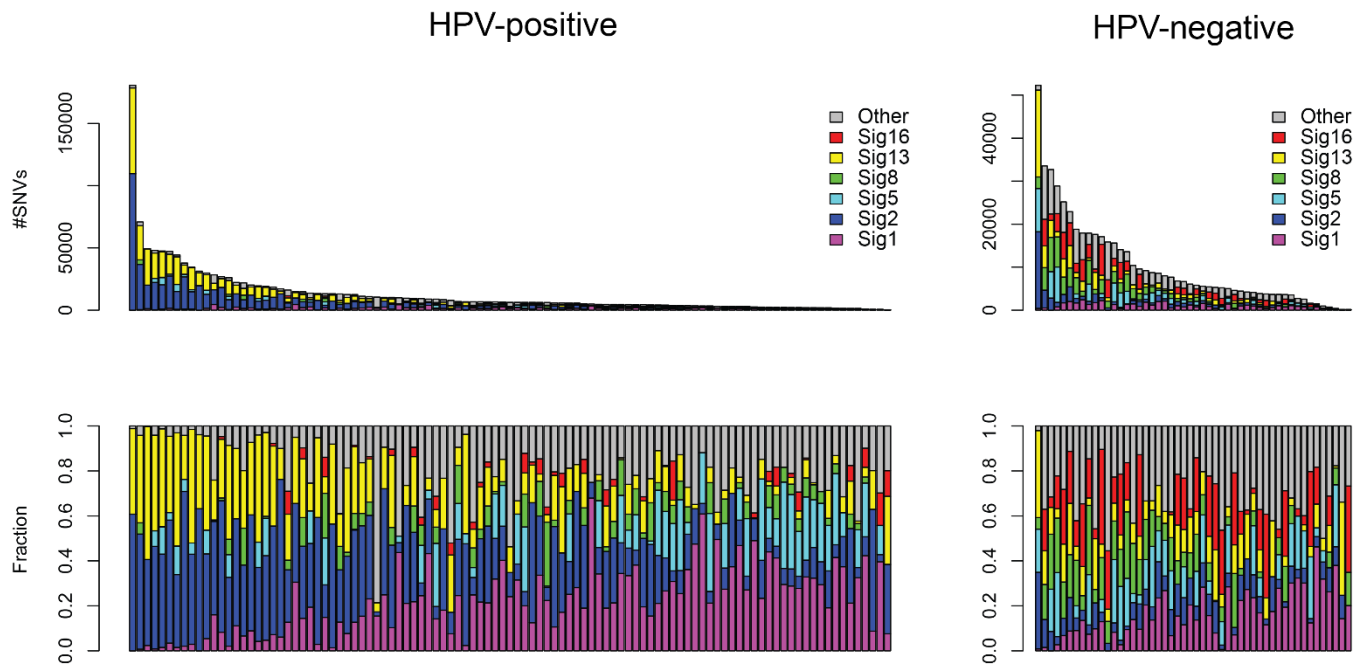 HPV-positive
HPV-negative
#SNVs
150000
50000
0
Other
Sig16
Sig13
Sig8
Sig5
Sig2
Sig1
40000
20000
0
Other
Sig16
Sig13
Sig8
Sig5
Sig2
Sig1
Fraction
1.0
0.8
0.6
0.4
0.2
0.0
1.0
0.8
0.6
0.4
0.2
0.0